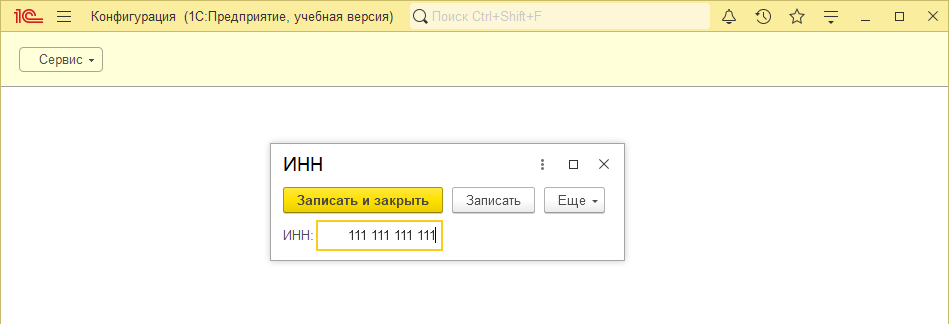 1С Конфигурация (1С:Предприятие, учебная версия) Поиск Ctrl+Shift+F
Сервис
ИНН
Записать и закрыть Записать Еще
ИНН: 111 111 111 111